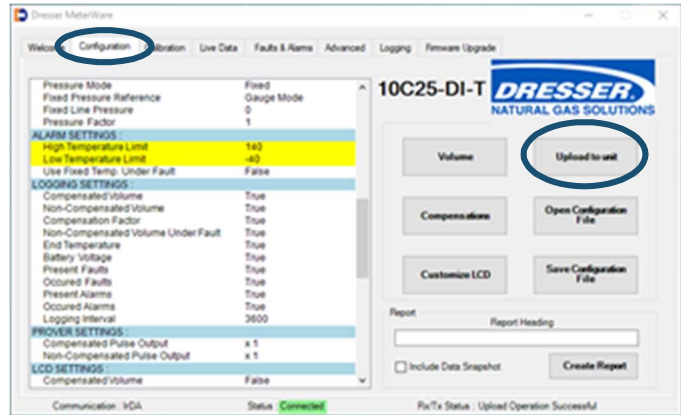 Dresser MeterWare
Welcome Configuration Calibration Live Data Faults & Alarms Advanced Logging Firmware Upgrade
Pressure Mode Fixed
Fixed Pressure Reference Gauge Mode
Fixed Line Pressure 0
Pressure Factor 1
ALARM SETTINGS :
High Temperature Limit 140
Low Temperature Limit -40
Use Fixed Temp. Under Fault False
LOGGING SETTINGS :
Compensated Volume True
Non-Compensated Volume True
Compensation Factor True
Non-Compensated Volume Under Fault True
End Temperature True
Battery Voltage True
Present Faults True
Occured Faults True
Present Alarms True
Occured Alarms True
Logging Interval 3600
PROVER SETTINGS :
Compensated Pulse Output x 1
Non-Compensated Pulse Output x 1
LCD SETTINGS :
Compensated Volume False
10C25-DI-T
DRESSER.
NATURAL GAS SOLUTIONS
Volume
Upload to unit
Compensations
Open Configuration
File
Customize LCD
Save Configuration
File
Report
Report Heading
Include Data Snapshot
Create Report
Communication : IrDA Status : Connected Rx/Tx Status : Upload Operation Successful